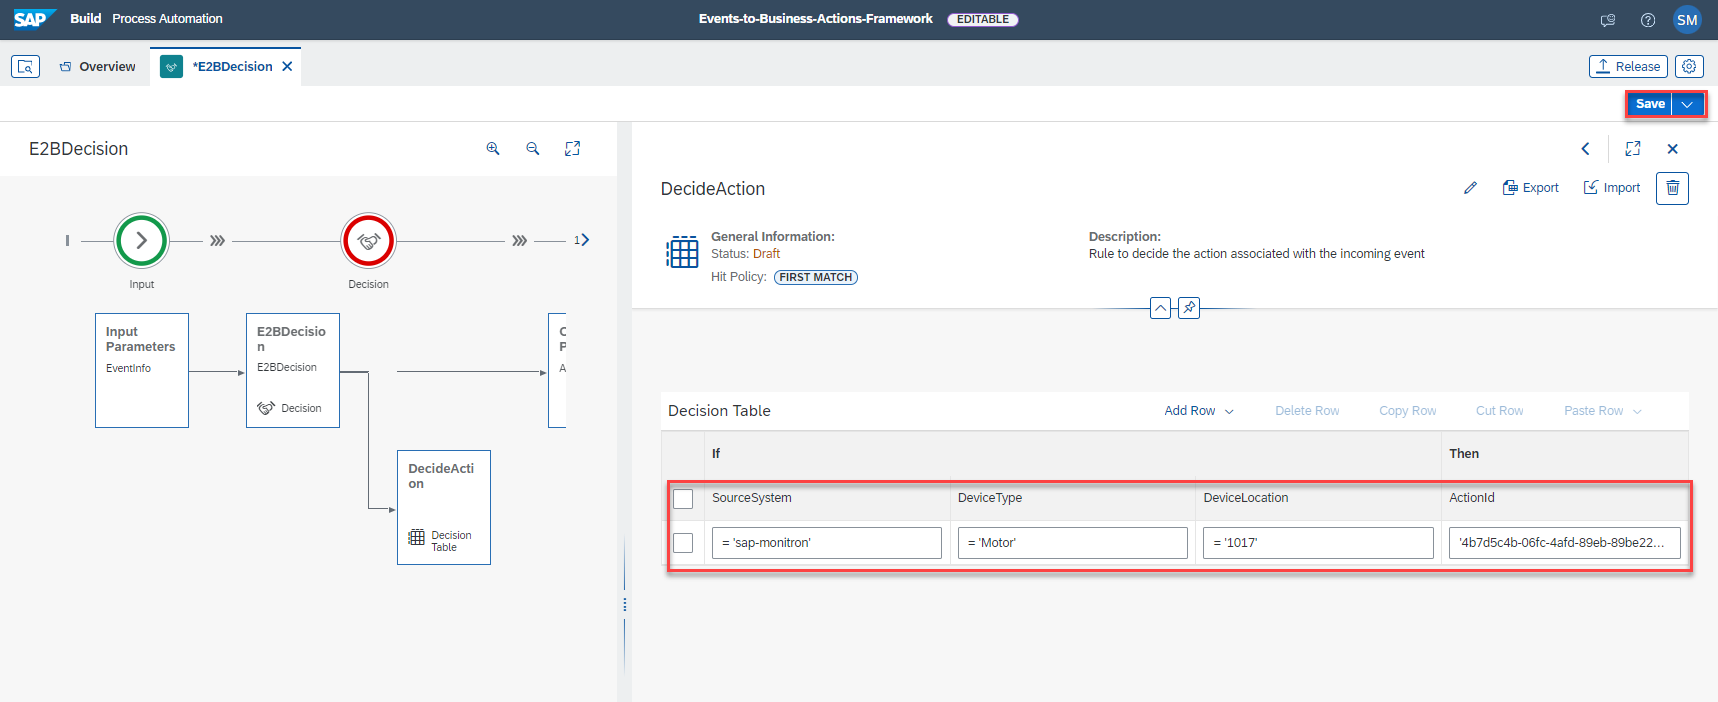 SAP Build Process Automation
Events-to-Business-Actions-Framework EDITABLE
SM
Overview
*E2BDecision
Release
Save
E2BDecision
Input
Decision
1
Input
Parameters
EventInfo
E2BDecisio
n
E2BDecision
Decision
DecideActi
on
Decision
Table
DecideAction
Export
Import
General Information:
Status: Draft
Hit Policy: FIRST MATCH
Description:
Rule to decide the action associated with the incoming event
Decision Table
Add Row
Delete Row
Copy Row
Cut Row
Paste Row
If
Then
SourceSystem
DeviceType
DeviceLocation
ActionId
= 'sap-monitron'
= 'Motor'
= '1017'
'4b7d5c4b-06fc-4afd-89eb-89be22...